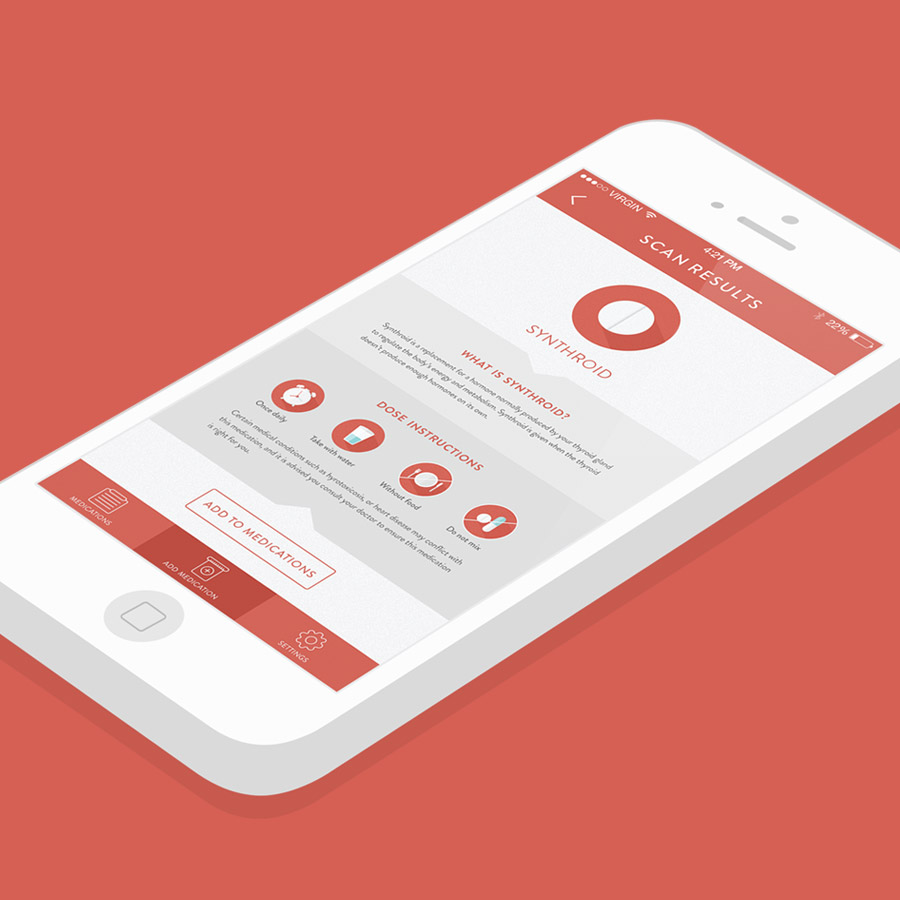 VIRGIN
4:21 PM
22%
SCAN RESULTS
SYNTHROID
WHAT IS SYNTHROID?
Synthroid is a replacement for a hormone normally produced by your thyroid gland
to regulate the body's energy and metabolism. Synthroid is given when the thyroid
doesn't produce enough hormones on its own.
DOSE INSTRUCTIONS
Once daily
Take with water
Without food
Do not mix
Certain medical conditions such as hyrotoxicosis, or heart disease may conflict with
this medication, and it is advised you consult your doctor to ensure this medication
is right for you.
ADD TO MEDICATIONS
MEDICATIONS
ADD MEDICATION
SETTINGS